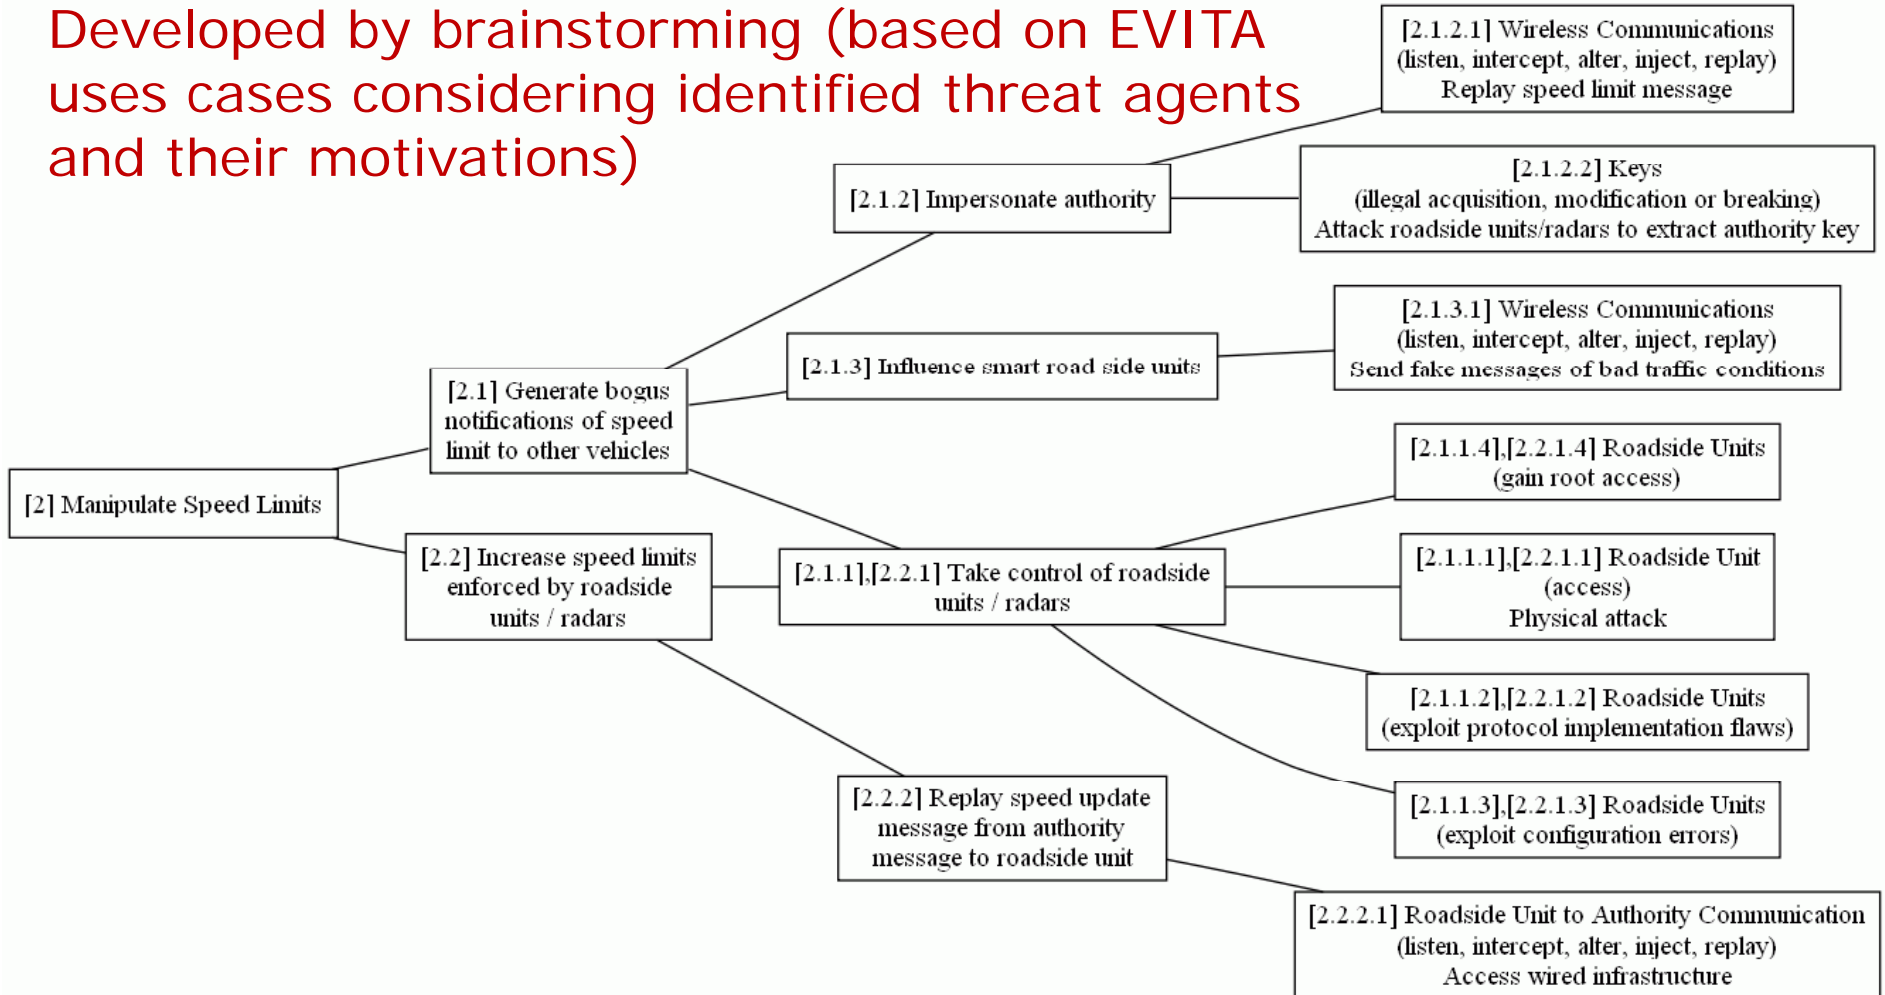 Developed by brainstorming (based on EVITA
uses cases considering identified threat agents
and their motivations)
[2.1.2.1] Wireless Communications
(listen, intercept, alter, inject, replay)
Replay speed limit message
[2.1.2] Impersonate authority
[2.1.2.2] Keys
(illegal acquisition, modification or breaking)
Attack roadside units/radars to extract authority key
[2.1.3] Influence smart road side units
[2.1.3.1] Wireless Communications
(listen, intercept, alter, inject, replay)
Send fake messages of bad traffic conditions
[2.1] Generate bogus
notifications of speed
limit to other vehicles
[2] Manipulate Speed Limits
[2.2] Increase speed limits
enforced by roadside
units / radars
[2.1.1],[2.2.1] Take control of roadside
units / radars
[2.1.1.4],[2.2.1.4] Roadside Units
(gain root access)
[2.1.1.1],[2.2.1.1] Roadside Unit
(access)
Physical attack
[2.1.1.2],[2.2.1.2] Roadside Units
(exploit protocol implementation flaws)
[2.1.1.3],[2.2.1.3] Roadside Units
(exploit configuration errors)
[2.2.2] Replay speed update
message from authority
message to roadside unit
[2.2.2.1] Roadside Unit to Authority Communication
(listen, intercept, alter, inject, replay)
Access wired infrastructure